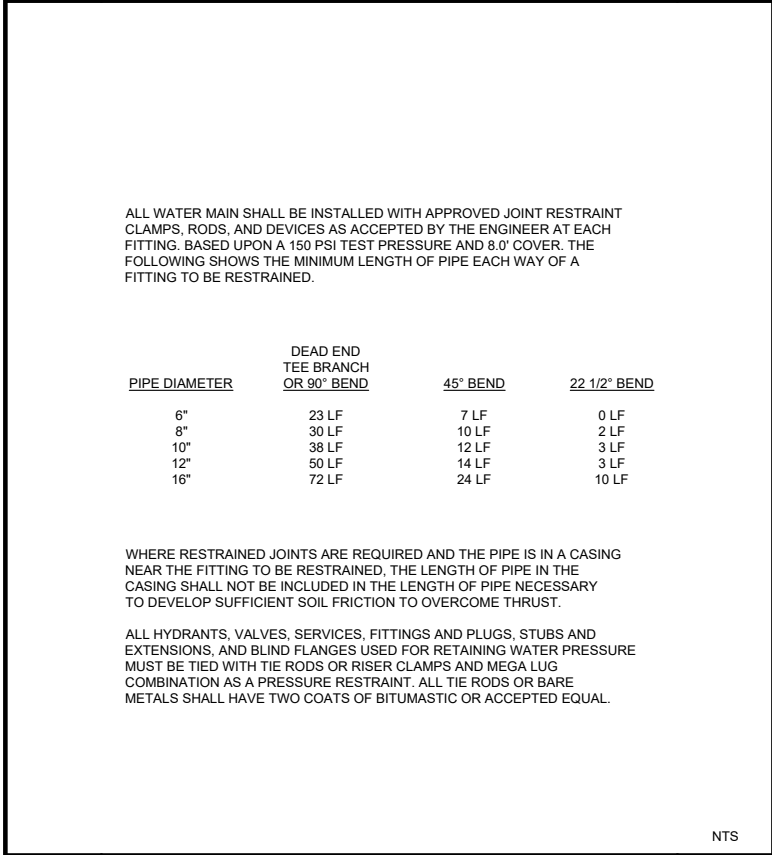 ALL WATER MAIN SHALL BE INSTALLED WITH APPROVED JOINT RESTRAINT
CLAMPS, RODS, AND DEVICES AS ACCEPTED BY THE ENGINEER AT EACH
FITTING. BASED UPON A 150 PSI TEST PRESSURE AND 8.0' COVER. THE
FOLLOWING SHOWS THE MINIMUM LENGTH OF PIPE EACH WAY OF A
FITTING TO BE RESTRAINED.
DEAD END
TEE BRANCH
PIPE DIAMETER OR 90° BEND 45° BEND 22 1/2° BEND
6" 23 LF 7 LF 0 LF
8" 30 LF 10 LF 2 LF
10" 38 LF 12 LF 3 LF
12" 50 LF 14 LF 3 LF
16" 72 LF 24 LF 10 LF
WHERE RESTRAINED JOINTS ARE REQUIRED AND THE PIPE IS IN A CASING
NEAR THE FITTING TO BE RESTRAINED, THE LENGTH OF PIPE IN THE
CASING SHALL NOT BE INCLUDED IN THE LENGTH OF PIPE NECESSARY
TO DEVELOP SUFFICIENT SOIL FRICTION TO OVERCOME THRUST.
ALL HYDRANTS, VALVES, SERVICES, FITTINGS AND PLUGS, STUBS AND
EXTENSIONS, AND BLIND FLANGES USED FOR RETAINING WATER PRESSURE
MUST BE TIED WITH TIE RODS OR RISER CLAMPS AND MEGA LUG
COMBINATION AS A PRESSURE RESTRAINT. ALL TIE RODS OR BARE
METALS SHALL HAVE TWO COATS OF BITUMASTIC OR ACCEPTED EQUAL.
NTS